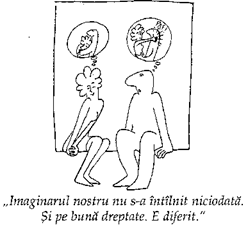 „Imaginarul nostru nu s-a întîlnit niciodată.
Și pe bună dreptate. E diferit.“